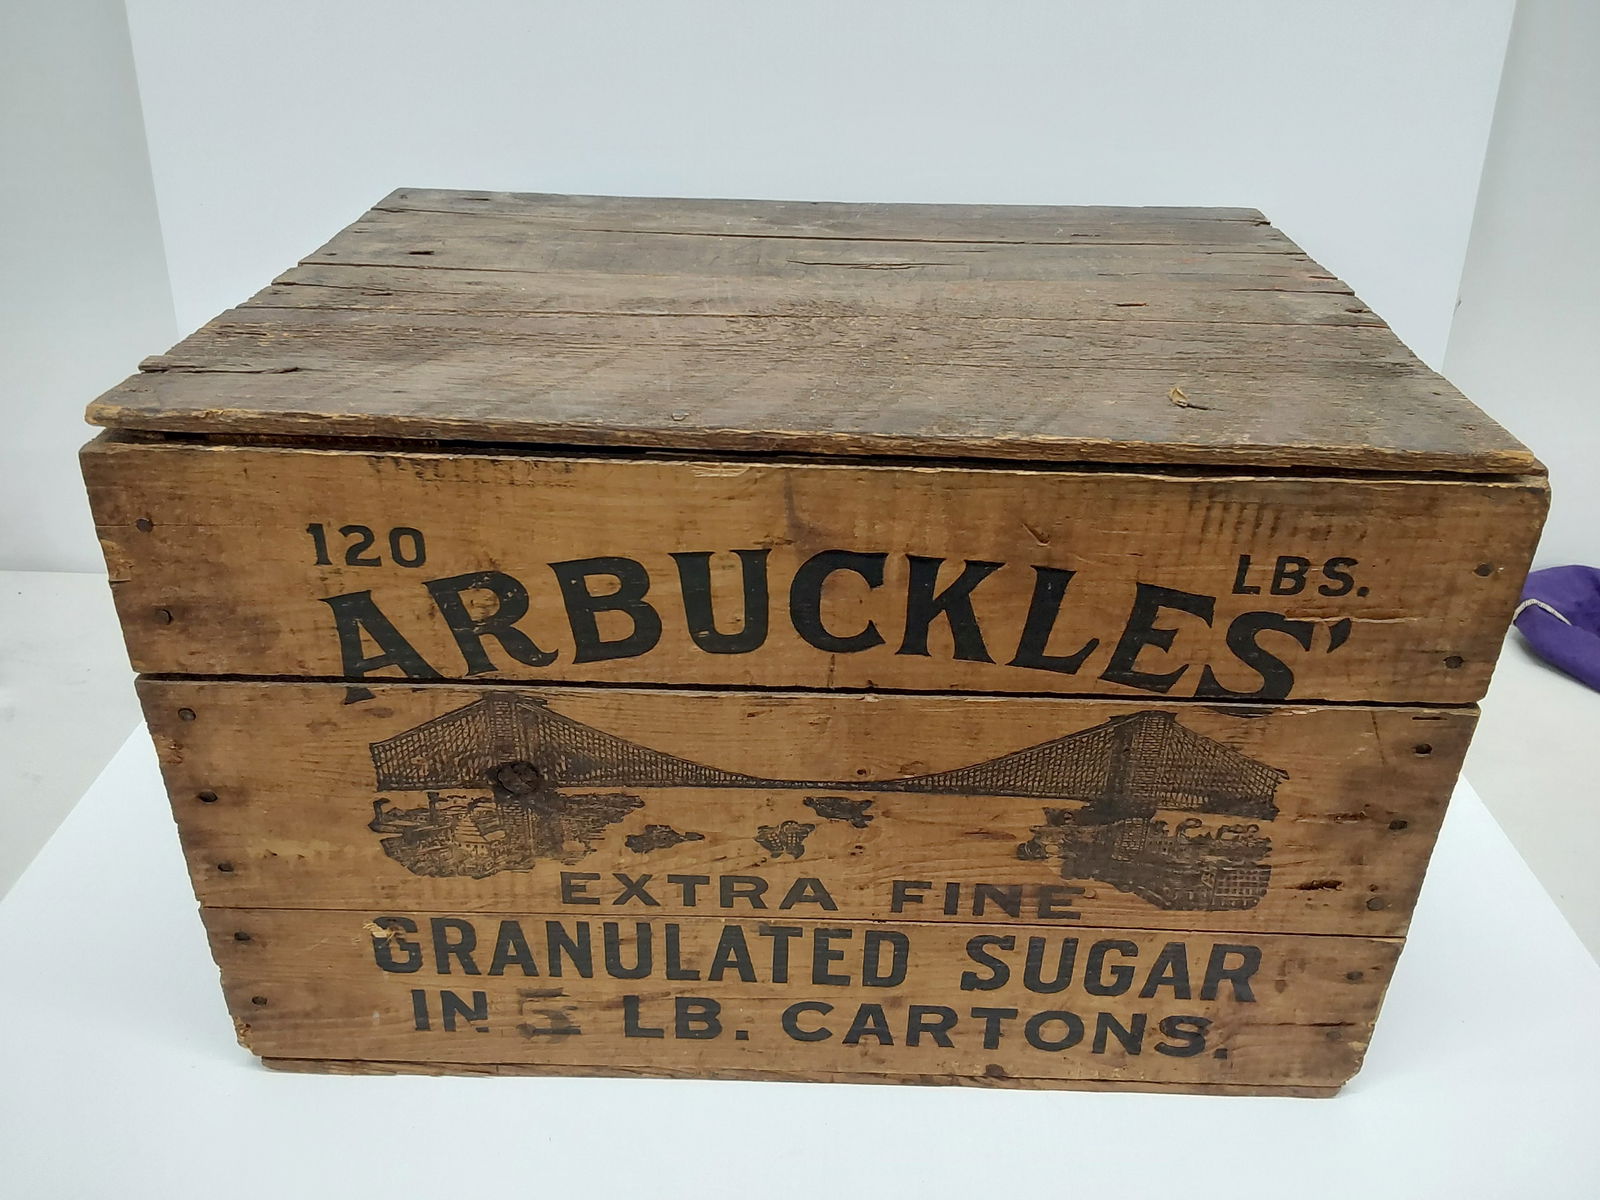 120 LBS.
ARBUCKLES'
EXTRA FINE
GRANULATED SUGAR
IN 5 LB. CARTONS.